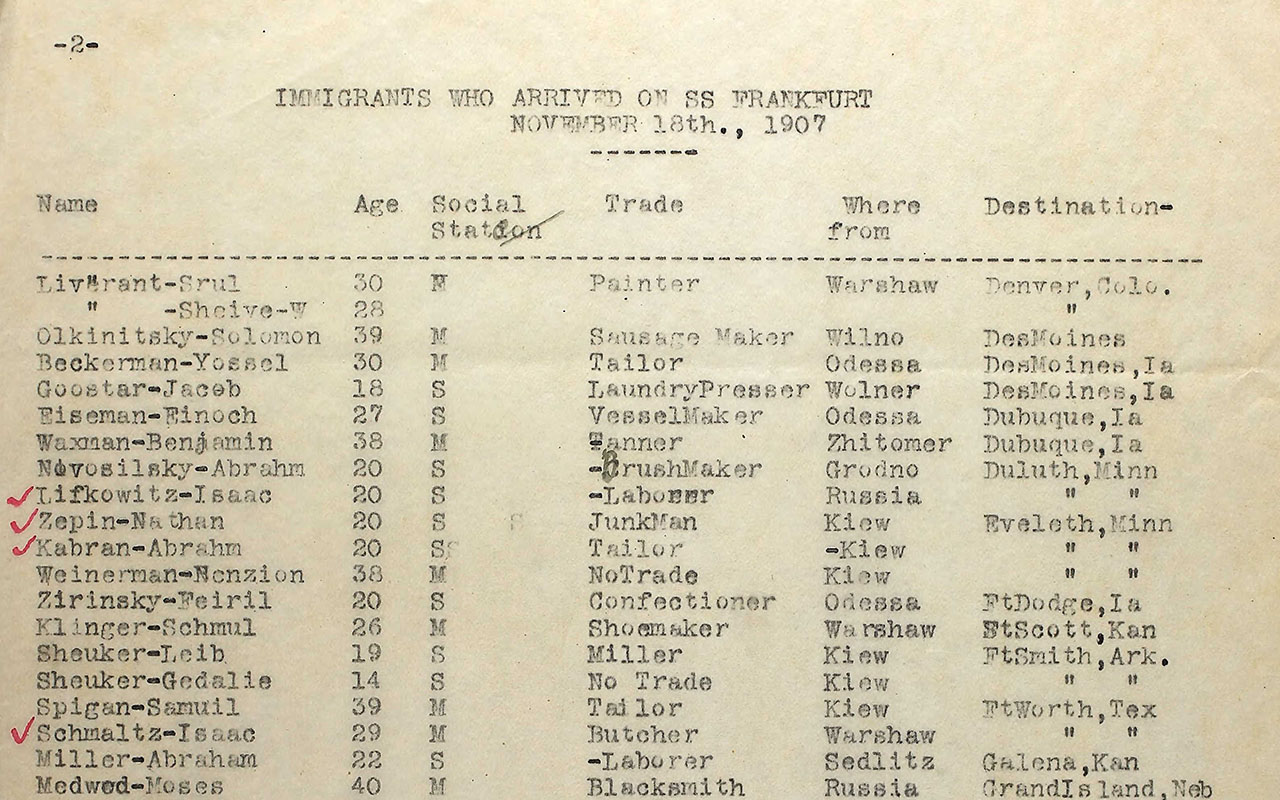 -2-
IMMIGRANTS WHO ARRIVED ON SS FRANKFURT
NOVEMBER 18th., 1907
-------
Name Age Social Trade Where Destination-
Station from
Liverant-Srul 30 M Painter Warshaw Denver,Colo.
" -Sheive-W 28 "
Olkinitsky-Solomon 39 M Sausage Maker Wilno DesMoines
Beckerman-Yossel 30 M Tailor Odessa DesMoines,Ia
Goostar-Jacob 18 S LaundryPresser Wolner DesMoines,Ia
Eiseman-Einoch 27 S VesselMaker Odessa Dubuque,Ia
Waxman-Benjamin 38 M Tanner Zhitomer Dubuque,Ia
Novosilsky-Abrahm 20 S -BrushMaker Grodno Duluth,Minn
Lifkowitz-Isaac 20 S -Laborer Russia " "
Zepin-Nathan 20 S S JunkMan Kiew Eveleth,Minn
Kabran-Abrahm 20 SS Tailor -Kiew " "
Weinerman-Nenzion 38 M NoTrade Kiew " "
Zirinsky-Feiril 20 S Confectioner Odessa FtDodge,Ia
Klinger-Schmul 26 M Shoemaker Warshaw FtScott,Kan
Sheuker-Leib 19 S Miller Kiew FtSmith,Ark.
Sheuker-Gedalie 14 S No Trade Kiew " "
Spigan-Samuil 39 M Tailor Kiew FtWorth,Tex
Schmaltz-Isaac 29 M Butcher Warshaw " "
Miller-Abraham 22 S -Laborer Sedlitz Galena,Kan
Medwed-Moses 40 M Blacksmith Russia GrandIsland,Neb